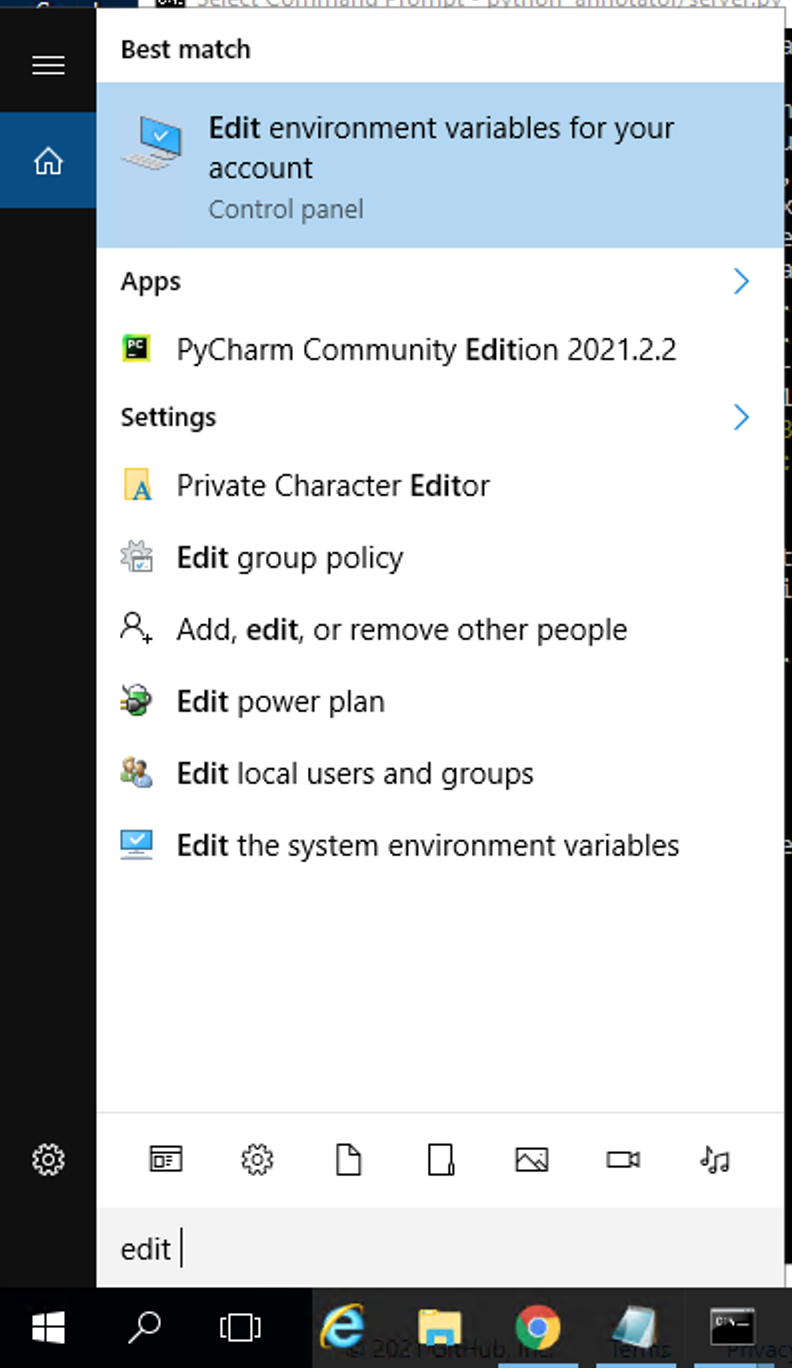 Select Command Prompt - python annotator/server.py
Best match
Edit environment variables for your
account
Control panel
Apps
PyCharm Community Edition 2021.2.2
Settings
Private Character Editor
Edit group policy
Add, edit, or remove other people
Edit power plan
Edit local users and groups
Edit the system environment variables
edit
© 2021 GitHub, Inc. Terms Privacy